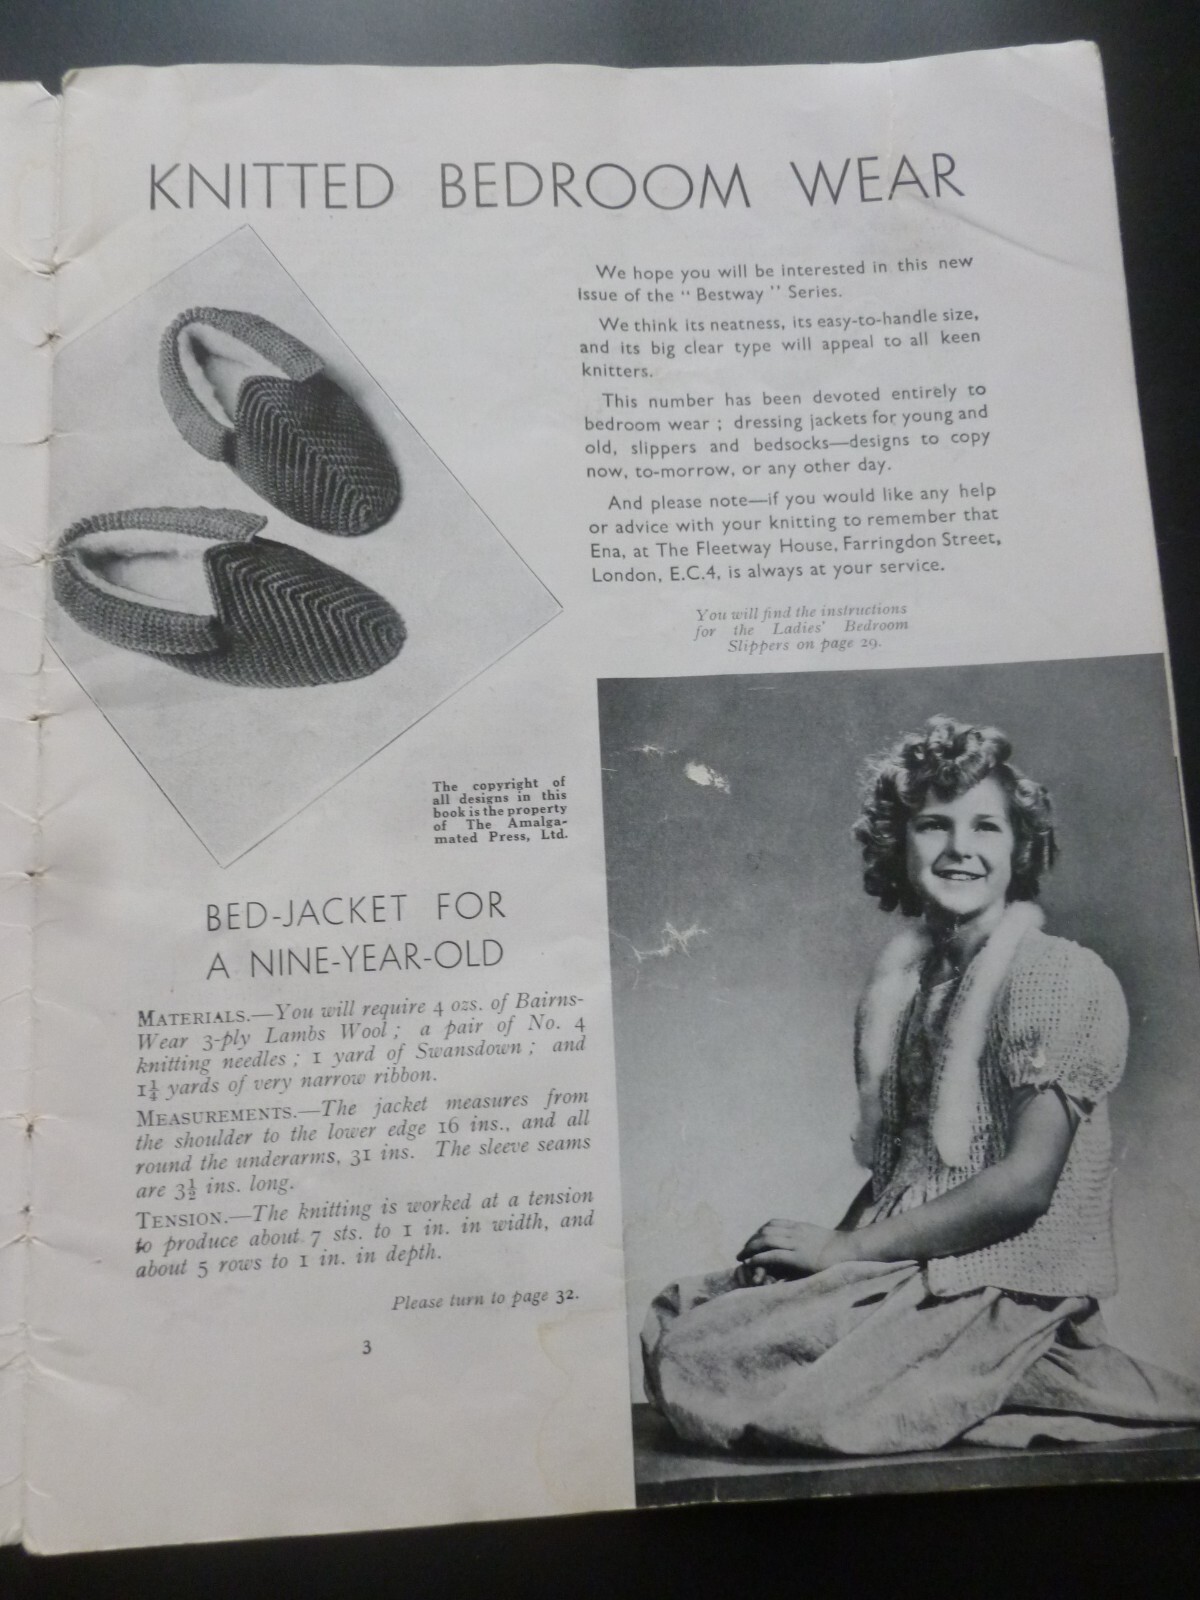 KNITTED BEDROOM WEAR
We hope you will be interested in this new
issue of the “ Bestway ” Series.
We think its neatness, its easy-to-handle size,
and its big clear type will appeal to all keen
knitters.
This number has been devoted entirely to
bedroom wear ; dressing jackets for young and
old, slippers and bedsocks—designs to copy
now, to-morrow, or any other day.
And please note—if you would like any help
or advice with your knitting to remember that
Ena, at The Fleetway House, Farringdon Street,
London, E.C.4, is always at your service.
You will find the instructions
for the Ladies' Bedroom
Slippers on page 29.
The copyright of
all designs in this
book is the property
of The Amalga-
mated Press, Ltd.
BED-JACKET FOR
A NINE-YEAR-OLD
MATERIALS.—You will require 4 ozs. of Bairns-
Wear 3-ply Lambs Wool ; a pair of No. 4
knitting needles ; 1 yard of Swansdown ; and
1¼ yards of very narrow ribbon.
MEASUREMENTS.—The jacket measures from
the shoulder to the lower edge 16 ins., and all
round the underarms, 31 ins. The sleeve seams
are 3½ ins. long.
TENSION.—The knitting is worked at a tension
to produce about 7 sts. to 1 in. in width, and
about 5 rows to 1 in. in depth.
Please turn to page 32.
3